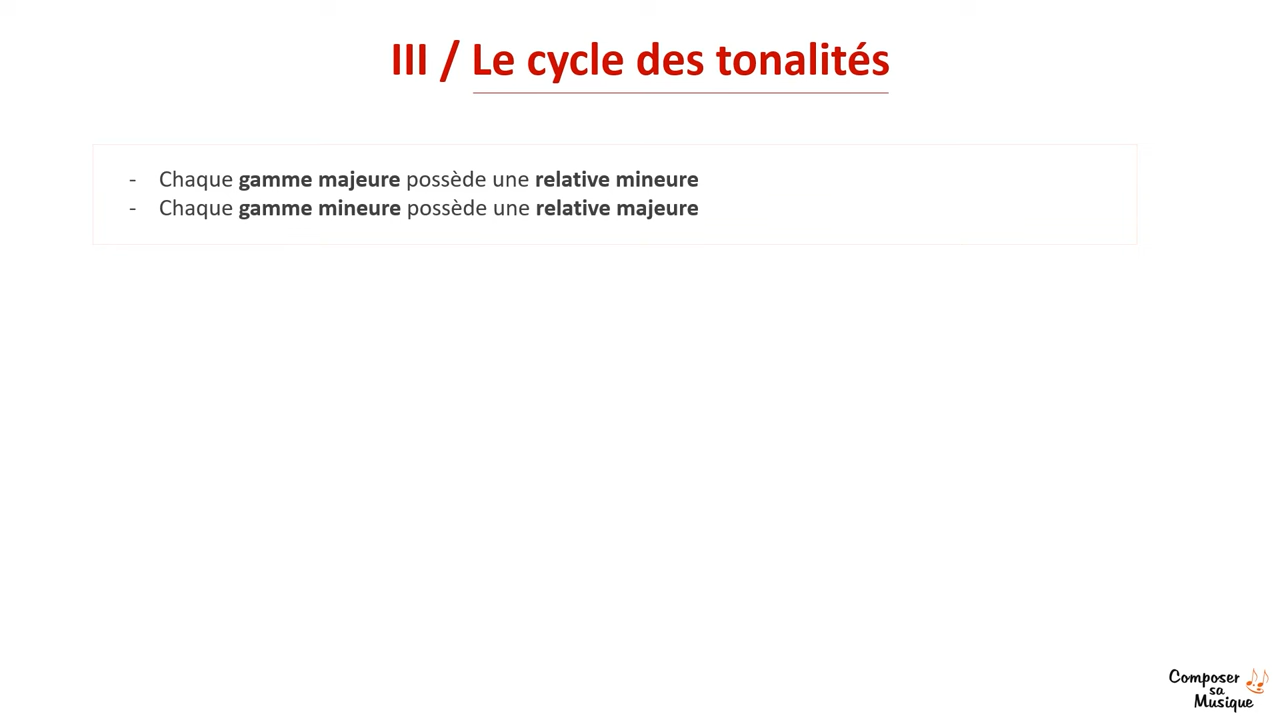 III / Le cycle des tonalités
- Chaque gamme majeure possède une relative mineure
- Chaque gamme mineure possède une relative majeure
Composer
sa
Musique